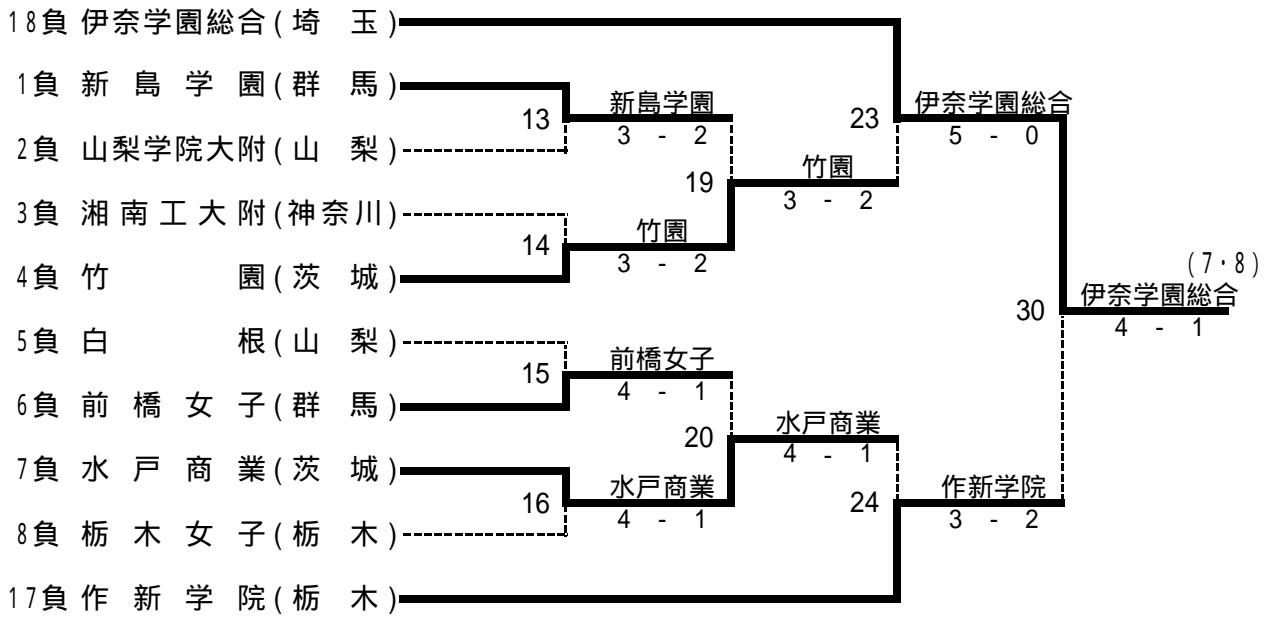 18負 伊奈学園総合(埼 玉)
1負 新島学園(群 馬)
13
新島学園
3 - 2
23
伊奈学園総合
5 - 0
2負 山梨学院大附(山 梨)
19
竹園
3 - 2
3負 湘南工大附(神奈川)
14
竹園
3 - 2
4負 竹 園(茨 城)
(7・8)
30
伊奈学園総合
4 - 1
5負 白 根(山 梨)
15
前橋女子
4 - 1
6負 前橋女子(群 馬)
20
水戸商業
4 - 1
7負 水戸商業(茨 城)
16
水戸商業
4 - 1
24
作新学院
3 - 2
8負 栃木女子(栃 木)
17負 作新学院(栃 木)